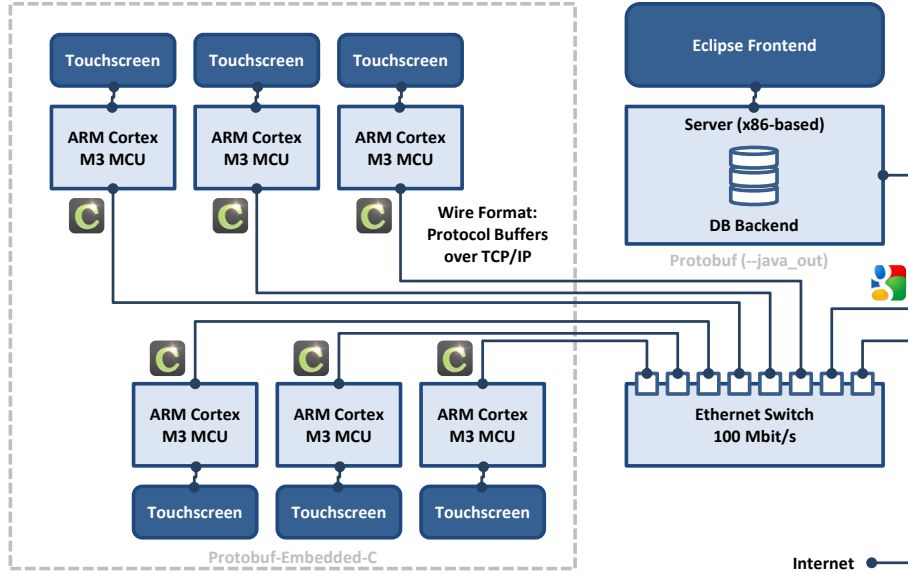 Touchscreen
Touchscreen
Touchscreen
Eclipse Frontend
ARM Cortex
M3 MCU
ARM Cortex
M3 MCU
ARM Cortex
M3 MCU
Server (x86-based)
DB Backend
C
C
C
Wire Format:
Protocol Buffers
over TCP/IP
Protobuf (--java_out)
g
C
C
C
ARM Cortex
M3 MCU
ARM Cortex
M3 MCU
ARM Cortex
M3 MCU
Ethernet Switch
100 Mbit/s
Touchscreen
Touchscreen
Touchscreen
Protobuf-Embedded-C
Internet